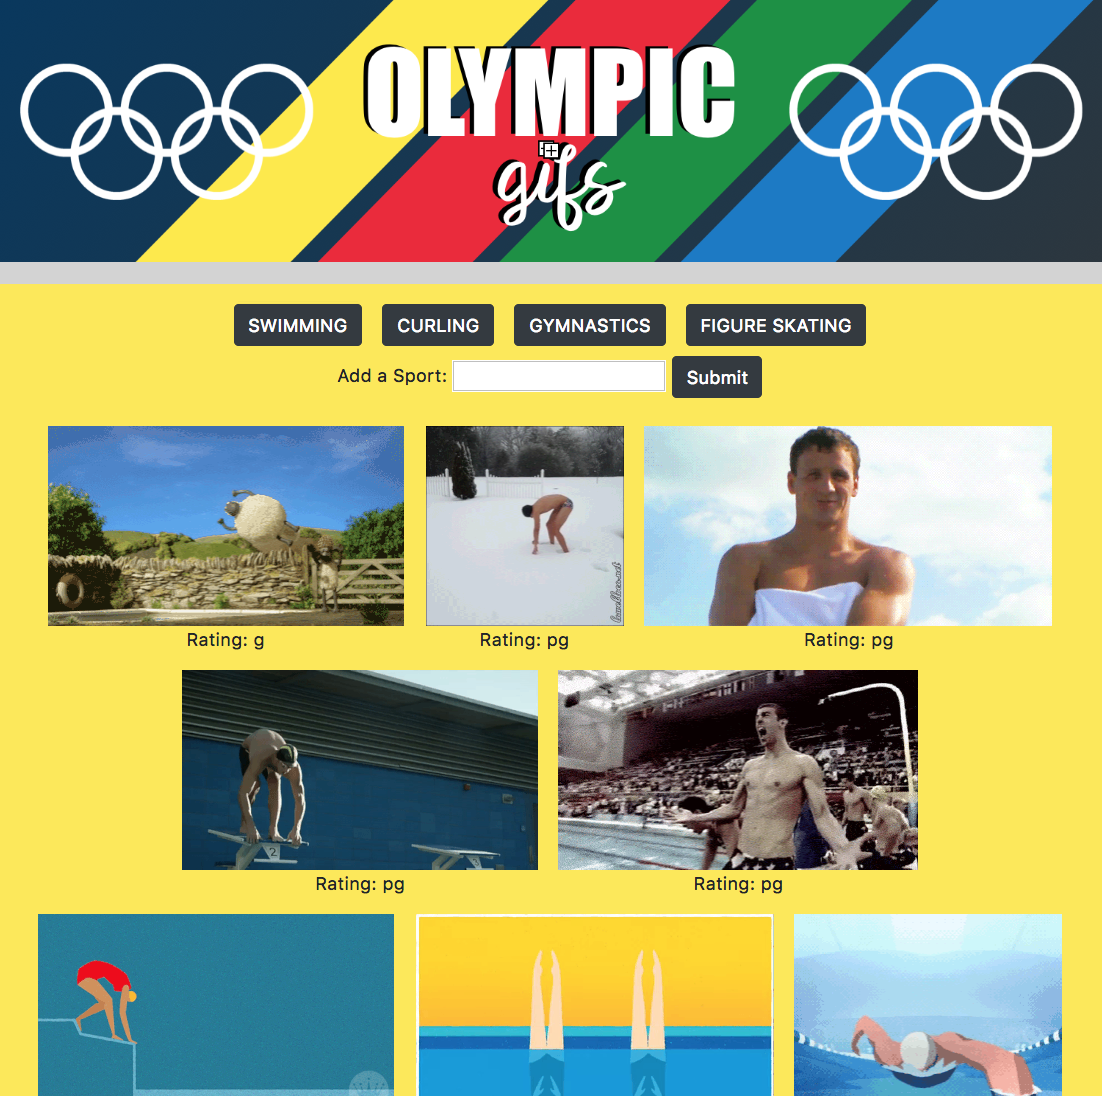 OLYMPIC
gifs
SWIMMING CURLING GYMNASTICS FIGURE SKATING
Add a Sport: Submit
Rating: g Rating: pg Rating: pg
2
Rating: pg Rating: pg